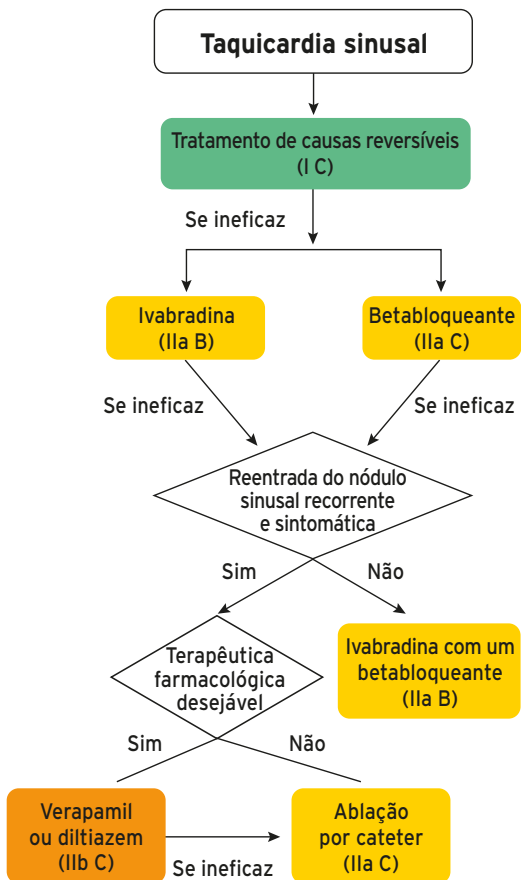 Taquicardia sinusal
Tratamento de causas reversíveis
(I C)
Se ineficaz
Ivabradina
(IIa B)
Betabloqueante
(IIa C)
Se ineficaz
Se ineficaz
Reentrada do nódulo
sinusal recorrente
e sintomática
Sim
Não
Terapêutica
farmacológica
desejável
Ivabradina com um
betabloqueante
(IIa B)
Sim
Não
Verapamil
ou diltiazem
(IIb C)
Se ineficaz
Ablação
por cateter
(IIa C)